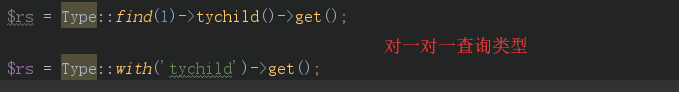 $rs = Type::find(1)->tychild()->get();
对一对一查询类型
$rs = Type::with('tychild')->get();